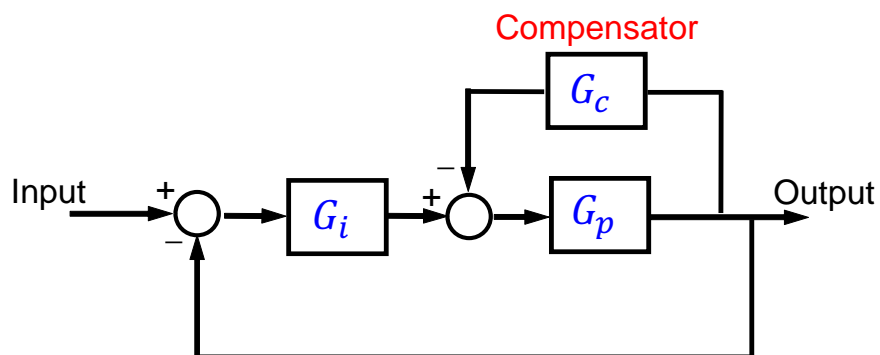 Compensator
G_c
Input
+
−
G_i
+
−
G_p
Output